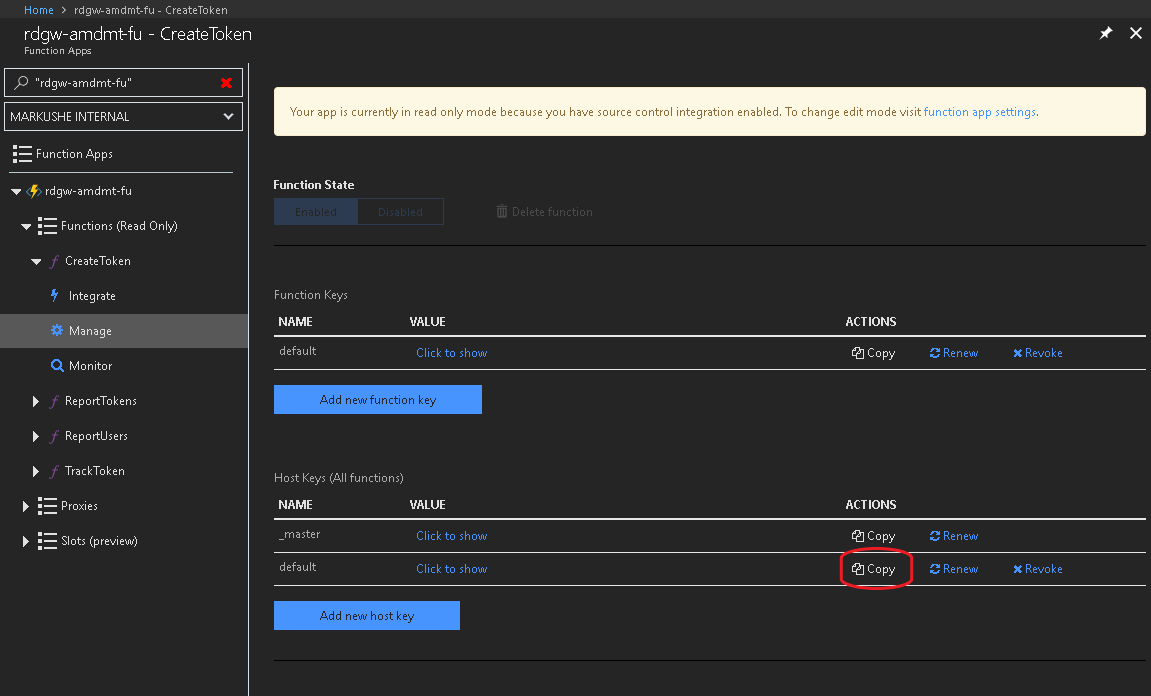 Home > rdgw-amdmt-fu - CreateToken
rdgw-amdmt-fu - CreateToken
Function Apps
"rdgw-amdmt-fu"
MARKUSHE INTERNAL
Function Apps
rdgw-amdmt-fu
Functions (Read Only)
CreateToken
Integrate
Manage
Monitor
ReportTokens
ReportUsers
TrackToken
Proxies
Slots (preview)
Your app is currently in read only mode because you have source control integration enabled. To change edit mode visit function app settings.
Function State
Enabled Disabled Delete function
Function Keys
NAME VALUE ACTIONS
default Click to show Copy Renew Revoke
Add new function key
Host Keys (All functions)
NAME VALUE ACTIONS
_master Click to show Copy Renew
default Click to show Copy Renew Revoke
Add new host key